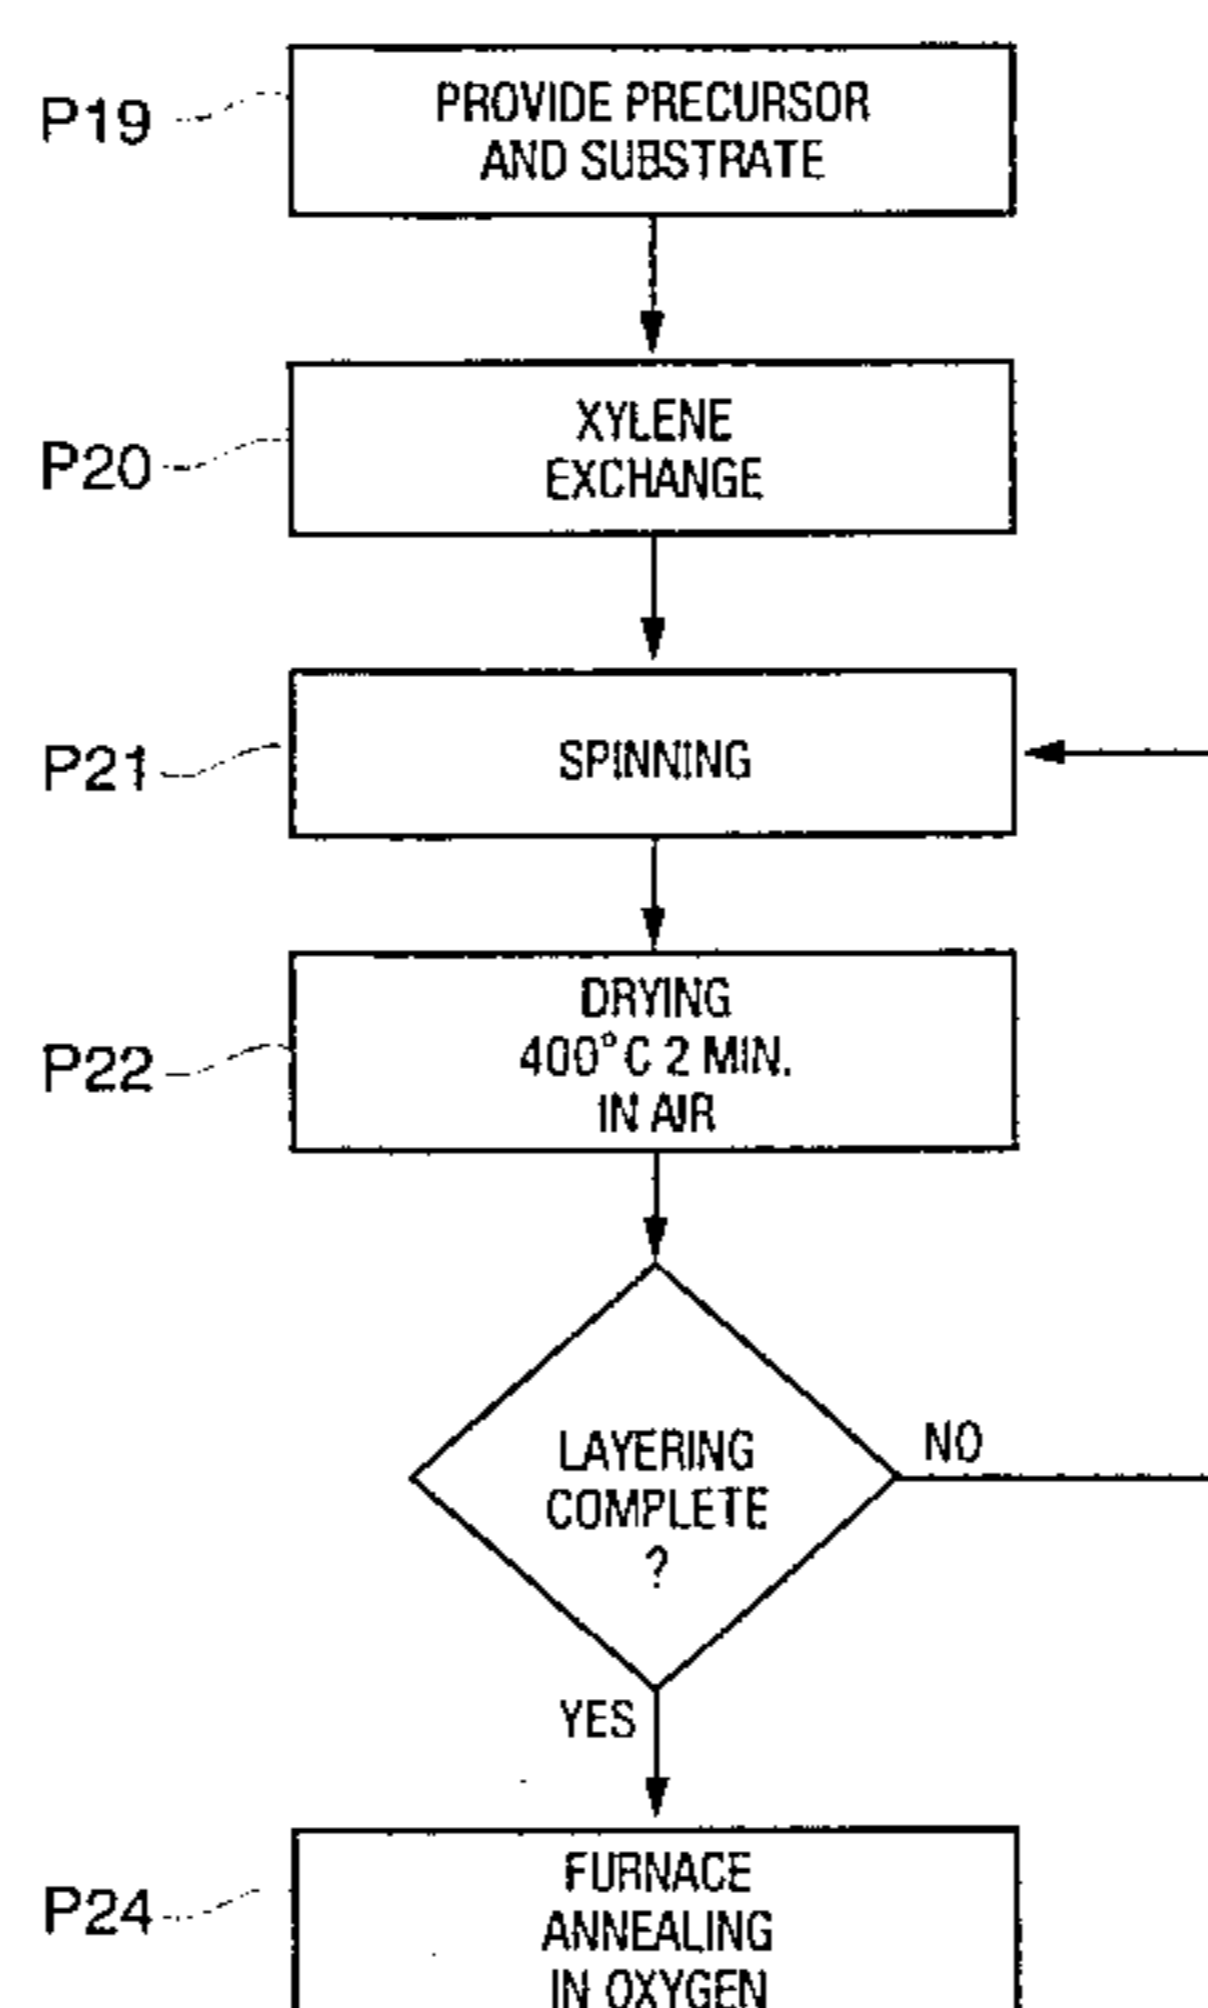 P19
PROVIDE PRECURSOR
AND SUBSTRATE
P20
XYLENE
EXCHANGE
P21
SPINNING
P22
DRYING
400°C 2 MIN.
IN AIR
LAYERING
COMPLETE
?
NO
YES
P24
FURNACE
ANNEALING
IN OXYGEN